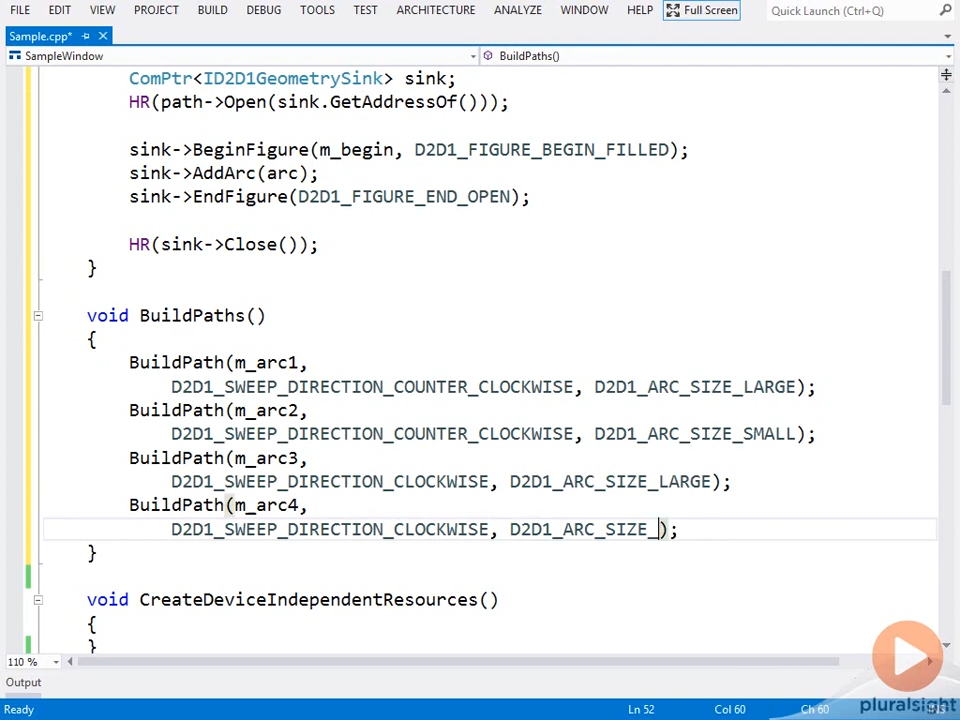 FILE EDIT VIEW PROJECT BUILD DEBUG TOOLS TEST ARCHITECTURE ANALYZE WINDOW HELP Full Screen Quick Launch (Ctrl+Q)
Sample.cpp*
SampleWindow BuildPaths()
ComPtr<ID2D1GeometrySink> sink;
HR(path->Open(sink.GetAddressOf()));
sink->BeginFigure(m_begin, D2D1_FIGURE_BEGIN_FILLED);
sink->AddArc(arc);
sink->EndFigure(D2D1_FIGURE_END_OPEN);
HR(sink->Close());
}
void BuildPaths()
{
BuildPath(m_arc1,
D2D1_SWEEP_DIRECTION_COUNTER_CLOCKWISE, D2D1_ARC_SIZE_LARGE);
BuildPath(m_arc2,
D2D1_SWEEP_DIRECTION_COUNTER_CLOCKWISE, D2D1_ARC_SIZE_SMALL);
BuildPath(m_arc3,
D2D1_SWEEP_DIRECTION_CLOCKWISE, D2D1_ARC_SIZE_LARGE);
BuildPath(m_arc4,
D2D1_SWEEP_DIRECTION_CLOCKWISE, D2D1_ARC_SIZE_);
}
void CreateDeviceIndependentResources()
{
}
110 %
Output
Ready Ln 52 Col 60 Ch 60
pluralsight